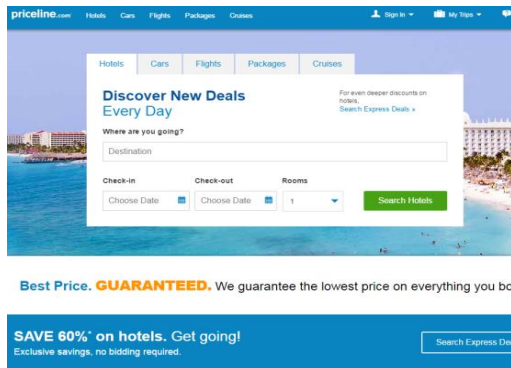 priceline.com Hotels Cars Flights Packages Cruises Sign In My Trips
Hotels Cars Flights Packages Cruises
Discover New Deals
Every Day
For even deeper discounts on
hotels,
Search Express Deals »
Where are you going?
Destination
Check-in Check-out Rooms
Choose Date Choose Date 1 Search Hotels
Best Price. GUARANTEED. We guarantee the lowest price on everything you bo
SAVE 60%* on hotels. Get going!
Exclusive savings, no bidding required.
Search Express De